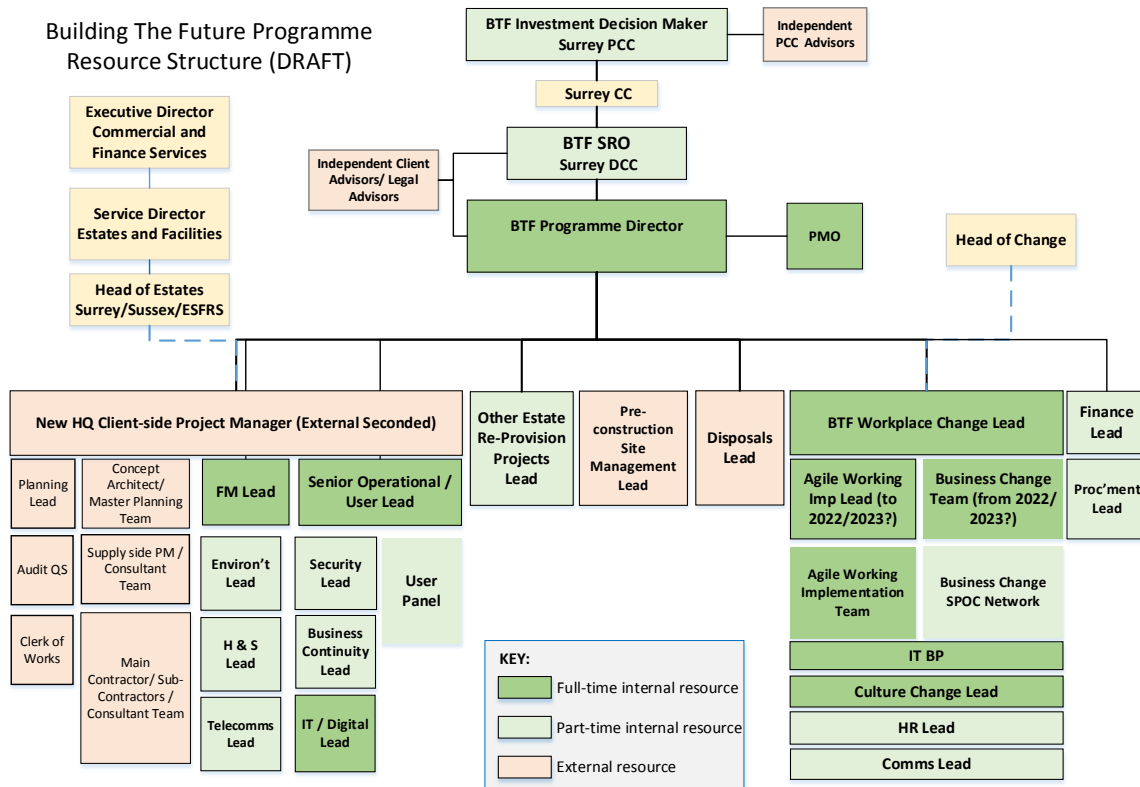 Building The Future Programme
Resource Structure (DRAFT)
BTF Investment Decision Maker
Surrey PCC
Independent
PCC Advisors
Surrey CC
Executive Director
Commercial and
Finance Services
BTF SRO
Surrey DCC
Independent Client
Advisors/ Legal
Advisors
Service Director
Estates and Facilities
BTF Programme Director
PMO
Head of Change
Head of Estates
Surrey/Sussex/ESFRS
New HQ Client-side Project Manager (External Seconded)
Other Estate
Re-Provision
Projects
Lead
Pre-
construction
Site
Management
Lead
Disposals
Lead
BTF Workplace Change Lead
Finance
Lead
Planning
Lead
Concept
Architect/
Master Planning
Team
FM Lead
Senior Operational /
User Lead
Agile Working
Imp Lead (to
2022/2023?)
Business Change
Team (from 2022/
2023?)
Proc'ment
Lead
Audit QS
Supply side PM /
Consultant
Team
Environ't
Lead
Security
Lead
User
Panel
Agile Working
Implementation
Team
Business Change
SPOC Network
Clerk of
Works
Main
Contractor/ Sub-
Contractors /
Consultant Team
H & S
Lead
Business
Continuity
Lead
Telecomms
Lead
IT / Digital
Lead
IT BP
Culture Change Lead
HR Lead
Comms Lead
KEY:
Full-time internal resource
Part-time internal resource
External resource